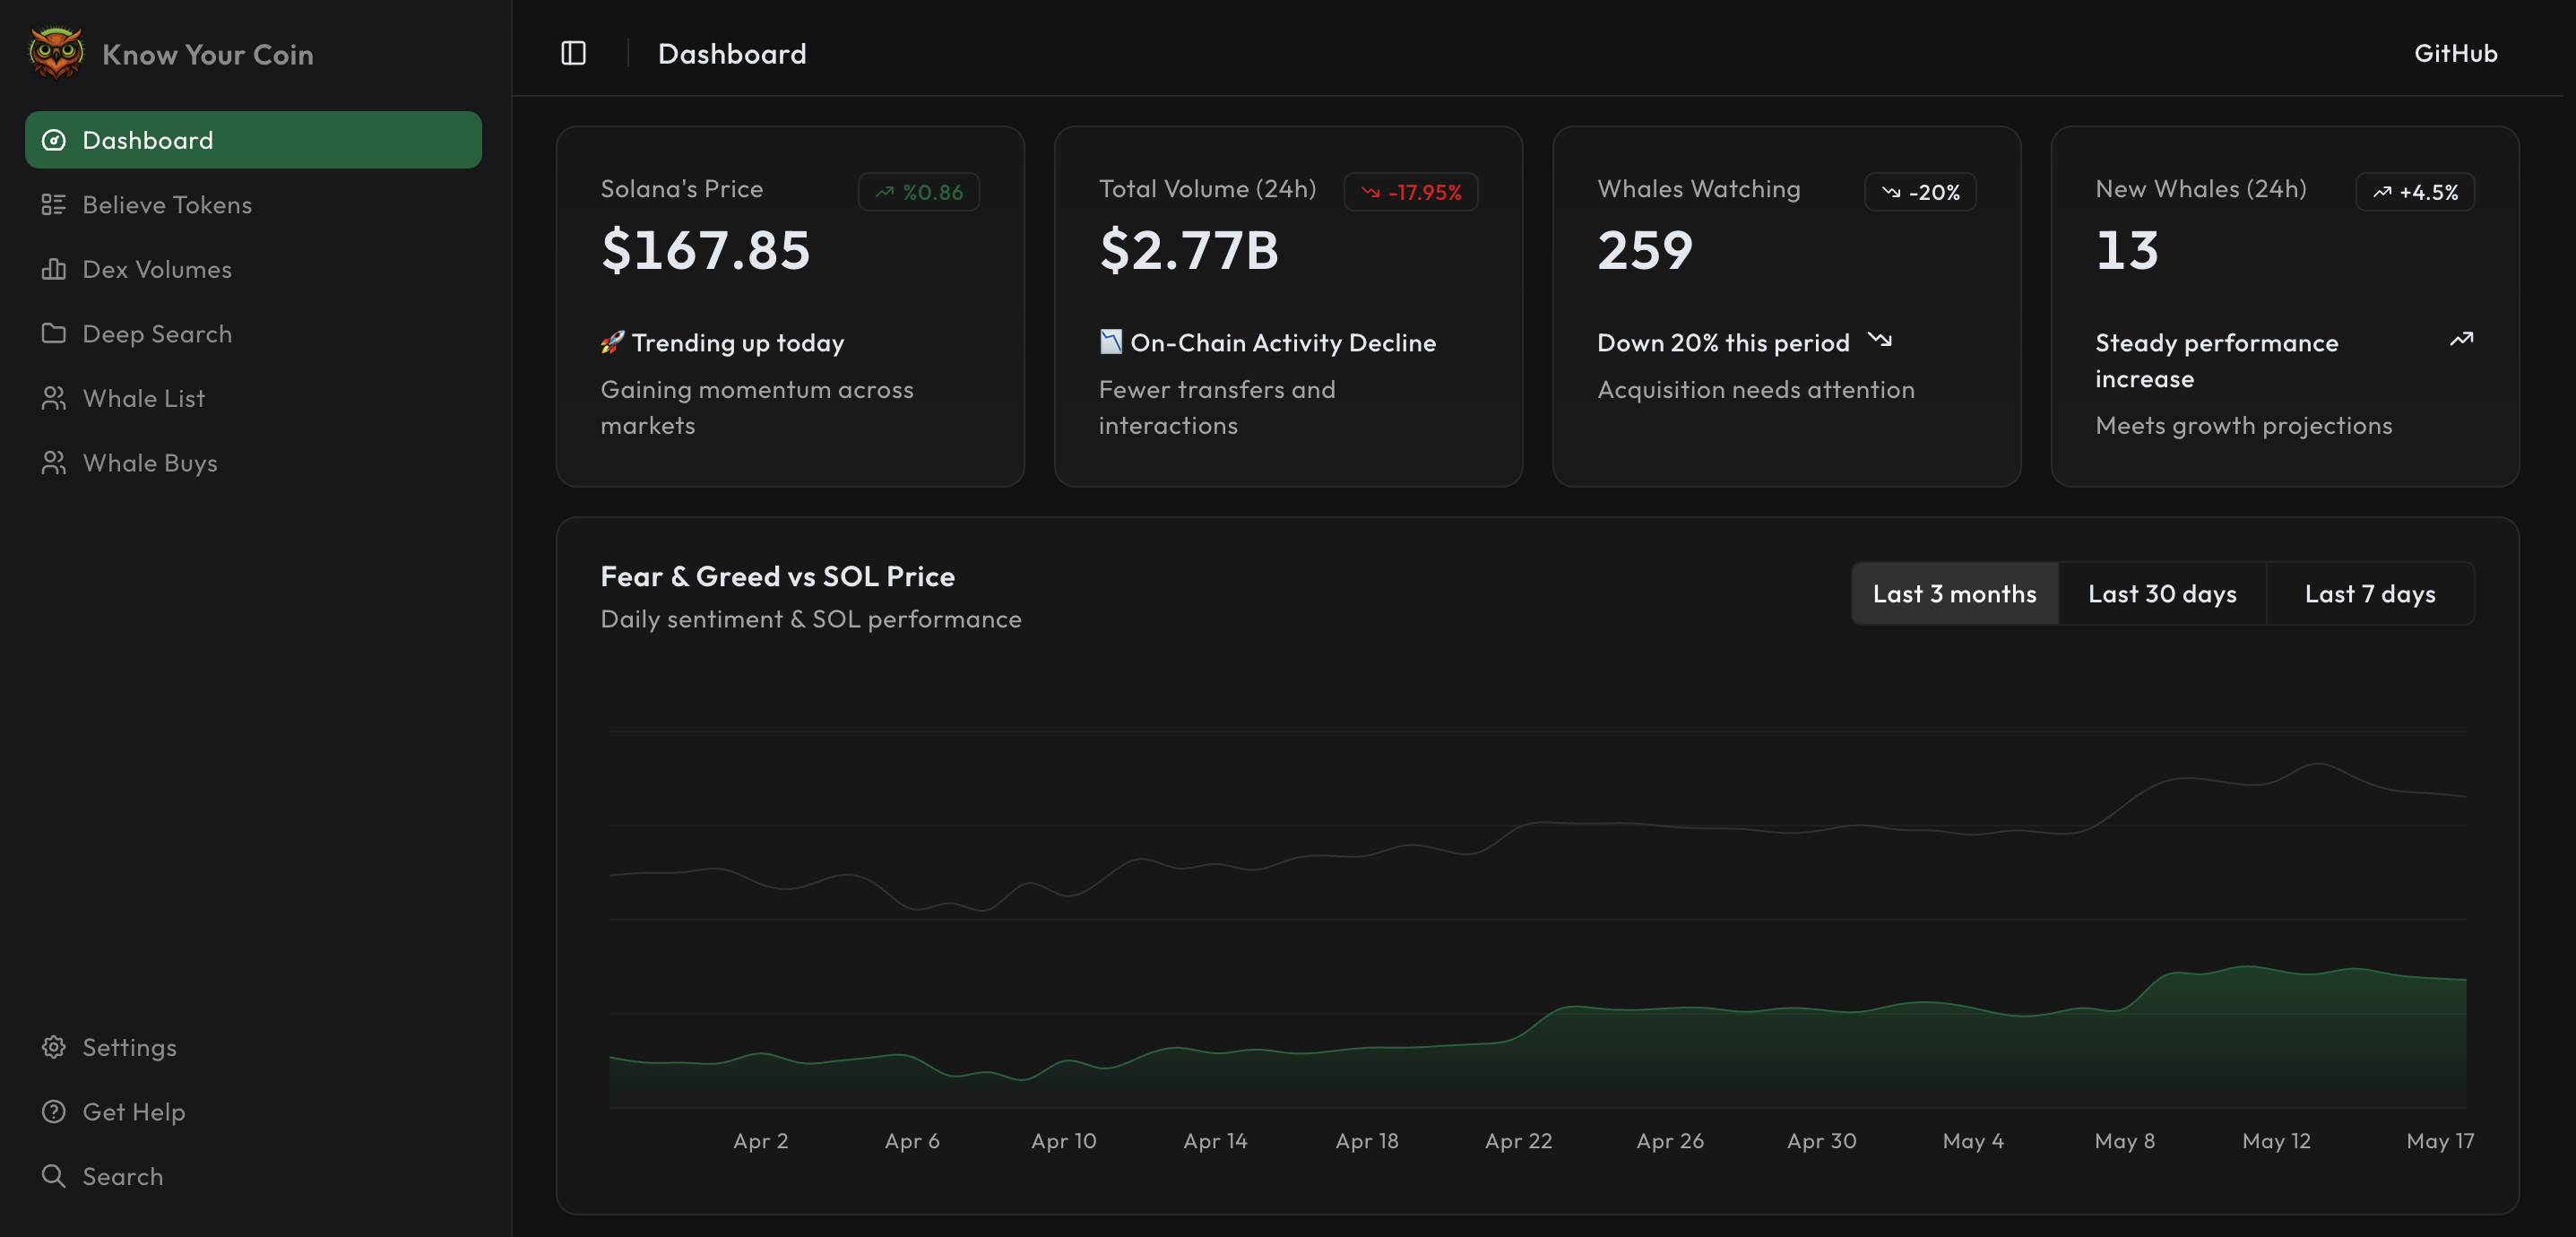 Know Your Coin
Dashboard
Believe Tokens
Dex Volumes
Deep Search
Whale List
Whale Buys
Settings
Get Help
Search
Dashboard
GitHub
Solana's Price
%0.86
$167.85
🚀 Trending up today
Gaining momentum across
markets
Total Volume (24h)
-17.95%
$2.77B
📉 On-Chain Activity Decline
Fewer transfers and
interactions
Whales Watching
-20%
259
Down 20% this period
Acquisition needs attention
New Whales (24h)
+4.5%
13
Steady performance
increase
Meets growth projections
Fear & Greed vs SOL Price
Daily sentiment & SOL performance
Last 3 months
Last 30 days
Last 7 days
Apr 2
Apr 6
Apr 10
Apr 14
Apr 18
Apr 22
Apr 26
Apr 30
May 4
May 8
May 12
May 17